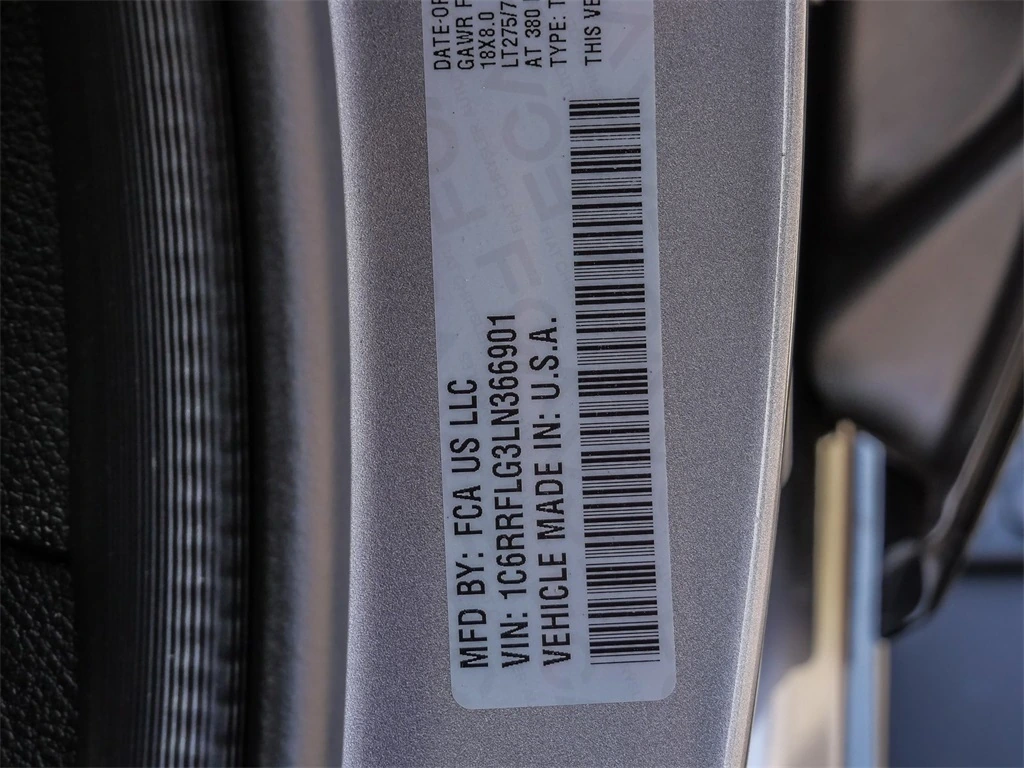 MFD BY: FCA US LLC
VIN: 1C6RRFLG3LN366901
VEHICLE MADE IN: U.S.A.
DATE-OF
GAWR F
18X8.0
LT275/7
AT 380
TYPE: T
THIS VE